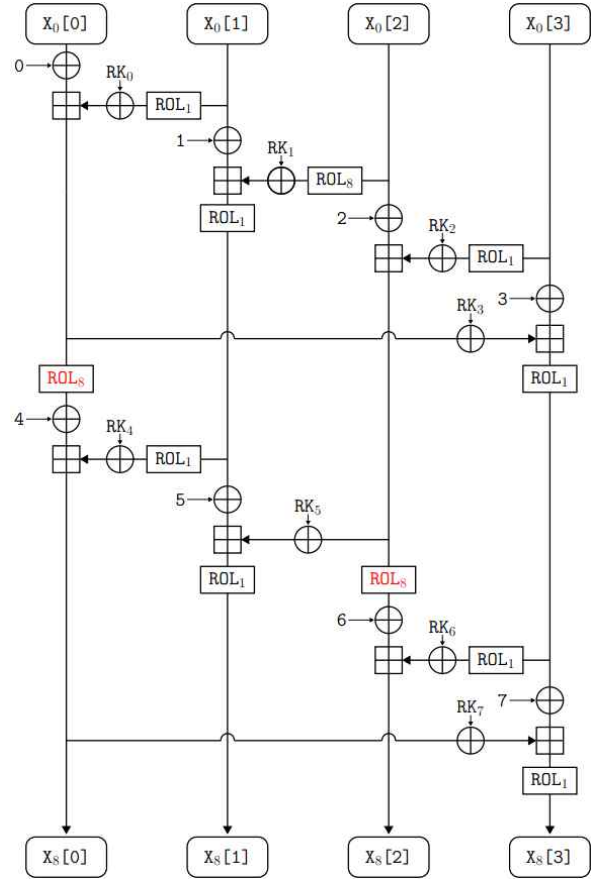 X₀[0] X₀[1] X₀[2] X₀[3]
0
RK₀
ROL₁
1
RK₁
ROL₈
ROL₁
2
RK₂
ROL₁
3
RK₃
ROL₈
ROL₁
4
RK₄
ROL₁
5
RK₅
ROL₁
ROL₈
6
RK₆
ROL₁
7
RK₇
ROL₁
X₈[0] X₈[1] X₈[2] X₈[3]